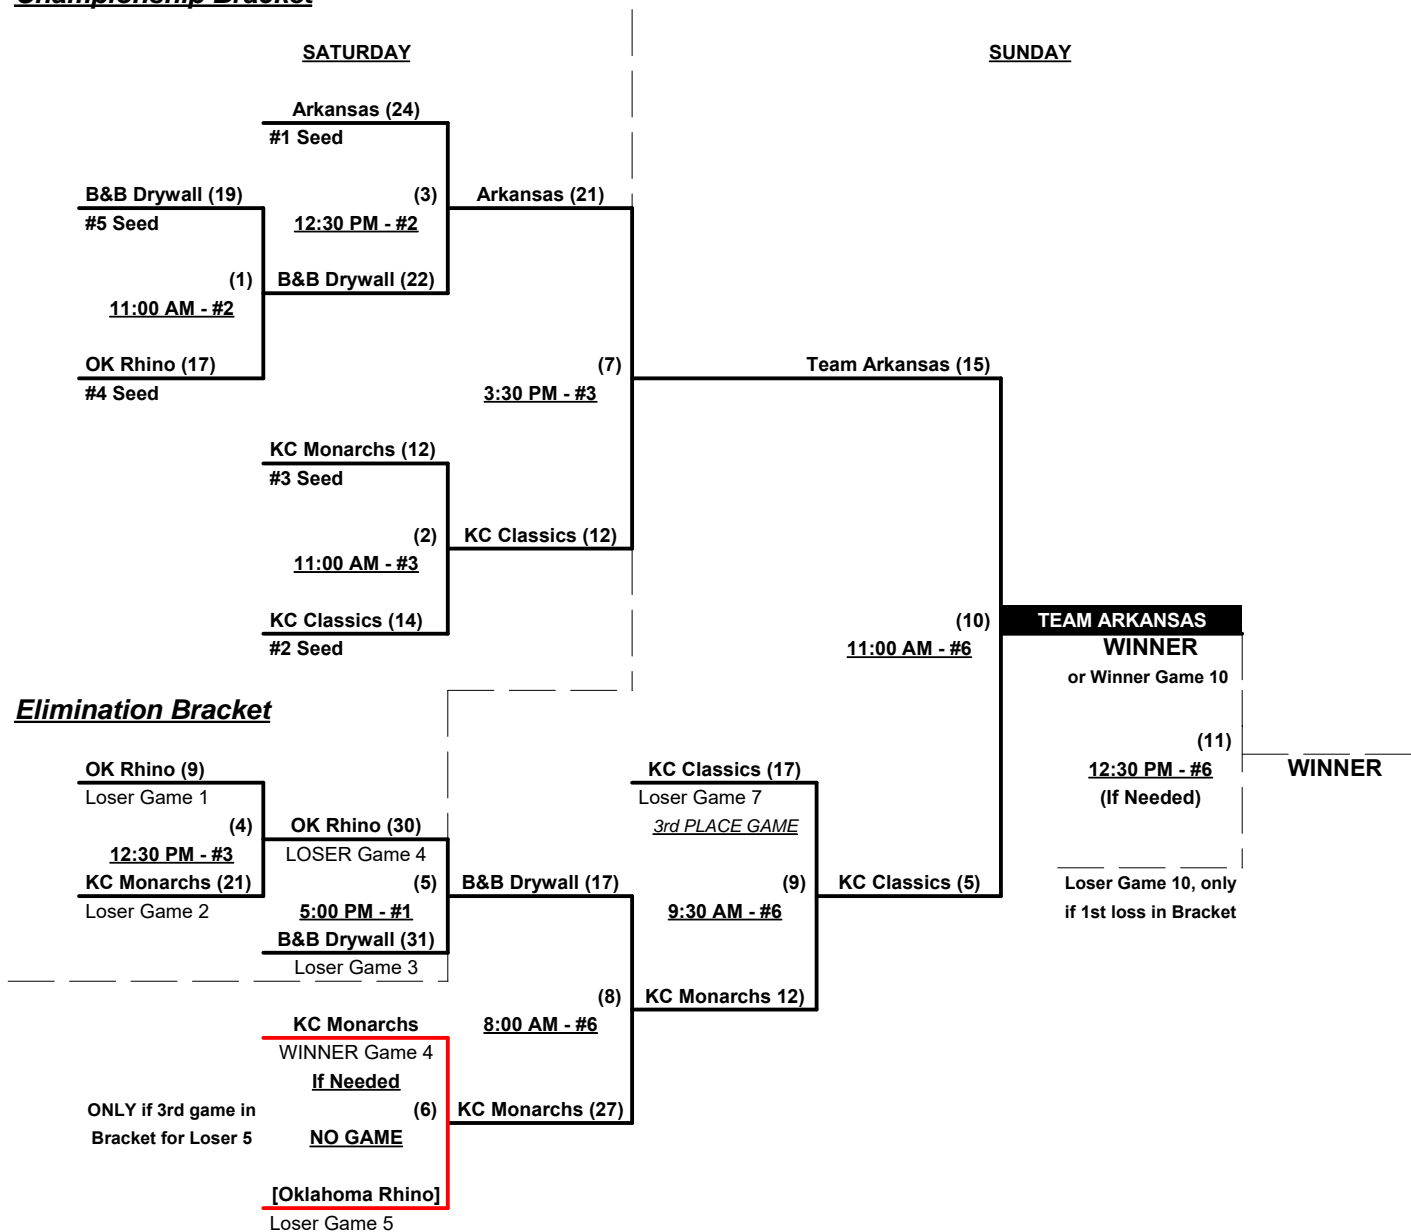 Championship Bracket
SATURDAY
SUNDAY
Arkansas (24)
#1 Seed
B&B Drywall (19)
#5 Seed
(3)
12:30 PM - #2
Arkansas (21)
(1)
11:00 AM - #2
B&B Drywall (22)
OK Rhino (17)
#4 Seed
(7)
3:30 PM - #3
Team Arkansas (15)
KC Monarchs (12)
#3 Seed
(2)
11:00 AM - #3
KC Classics (12)
KC Classics (14)
#2 Seed
(10)
11:00 AM - #6
TEAM ARKANSAS
WINNER
or Winner Game 10
Elimination Bracket
(11)
12:30 PM - #6
(If Needed)
WINNER
OK Rhino (9)
Loser Game 1
KC Classics (17)
Loser Game 7
3rd PLACE GAME
(4)
12:30 PM - #3
OK Rhino (30)
LOSER Game 4
KC Monarchs (21)
Loser Game 2
(5)
5:00 PM - #1
B&B Drywall (17)
(9)
9:30 AM - #6
KC Classics (5)
Loser Game 10, only
if 1st loss in Bracket
B&B Drywall (31)
Loser Game 3
(8)
8:00 AM - #6
KC Monarchs 12)
KC Monarchs
WINNER Game 4
If Needed
ONLY if 3rd game in
Bracket for Loser 5
(6)
NO GAME
KC Monarchs (27)
[Oklahoma Rhino]
Loser Game 5